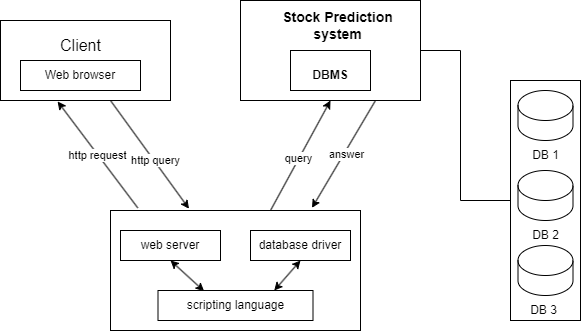 Client
Web browser
Stock Prediction
system
DBMS
http request
http query
query
answer
DB 1
DB 2
DB 3
web server
database driver
scripting language